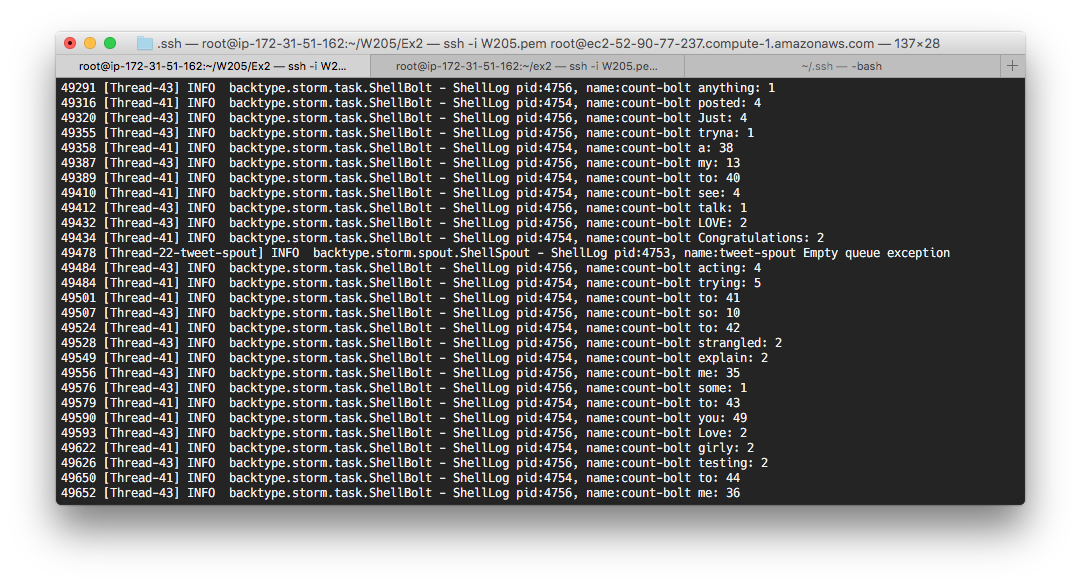 .ssh — root@ip-172-31-51-162:~/W205/Ex2 — ssh -i W205.pem root@ec2-52-90-77-237.compute-1.amazonaws.com — 137×28
root@ip-172-31-51-162:~/W205/Ex2 — ssh -i W2... root@ip-172-31-51-162:~/ex2 — ssh -i W205.pe... ~/.ssh — -bash +
49291 [Thread-43] INFO  backtype.storm.task.ShellBolt - ShellLog pid:4756, name:count-bolt anything: 1
49316 [Thread-41] INFO  backtype.storm.task.ShellBolt - ShellLog pid:4754, name:count-bolt posted: 4
49320 [Thread-43] INFO  backtype.storm.task.ShellBolt - ShellLog pid:4756, name:count-bolt Just: 4
49355 [Thread-43] INFO  backtype.storm.task.ShellBolt - ShellLog pid:4756, name:count-bolt tryna: 1
49358 [Thread-41] INFO  backtype.storm.task.ShellBolt - ShellLog pid:4754, name:count-bolt a: 38
49387 [Thread-43] INFO  backtype.storm.task.ShellBolt - ShellLog pid:4756, name:count-bolt my: 13
49389 [Thread-41] INFO  backtype.storm.task.ShellBolt - ShellLog pid:4754, name:count-bolt to: 40
49410 [Thread-41] INFO  backtype.storm.task.ShellBolt - ShellLog pid:4754, name:count-bolt see: 4
49412 [Thread-43] INFO  backtype.storm.task.ShellBolt - ShellLog pid:4756, name:count-bolt talk: 1
49432 [Thread-43] INFO  backtype.storm.task.ShellBolt - ShellLog pid:4756, name:count-bolt LOVE: 2
49434 [Thread-41] INFO  backtype.storm.task.ShellBolt - ShellLog pid:4754, name:count-bolt Congratulations: 2
49478 [Thread-22-tweet-spout] INFO  backtype.storm.spout.ShellSpout - ShellLog pid:4753, name:tweet-spout Empty queue exception
49484 [Thread-43] INFO  backtype.storm.task.ShellBolt - ShellLog pid:4756, name:count-bolt acting: 4
49484 [Thread-41] INFO  backtype.storm.task.ShellBolt - ShellLog pid:4754, name:count-bolt trying: 5
49501 [Thread-41] INFO  backtype.storm.task.ShellBolt - ShellLog pid:4754, name:count-bolt to: 41
49507 [Thread-43] INFO  backtype.storm.task.ShellBolt - ShellLog pid:4756, name:count-bolt so: 10
49524 [Thread-41] INFO  backtype.storm.task.ShellBolt - ShellLog pid:4754, name:count-bolt to: 42
49528 [Thread-43] INFO  backtype.storm.task.ShellBolt - ShellLog pid:4756, name:count-bolt strangled: 2
49549 [Thread-41] INFO  backtype.storm.task.ShellBolt - ShellLog pid:4754, name:count-bolt explain: 2
49556 [Thread-43] INFO  backtype.storm.task.ShellBolt - ShellLog pid:4756, name:count-bolt me: 35
49576 [Thread-43] INFO  backtype.storm.task.ShellBolt - ShellLog pid:4756, name:count-bolt some: 1
49579 [Thread-41] INFO  backtype.storm.task.ShellBolt - ShellLog pid:4754, name:count-bolt to: 43
49590 [Thread-41] INFO  backtype.storm.task.ShellBolt - ShellLog pid:4754, name:count-bolt you: 49
49593 [Thread-43] INFO  backtype.storm.task.ShellBolt - ShellLog pid:4756, name:count-bolt Love: 2
49622 [Thread-41] INFO  backtype.storm.task.ShellBolt - ShellLog pid:4754, name:count-bolt girly: 2
49626 [Thread-43] INFO  backtype.storm.task.ShellBolt - ShellLog pid:4756, name:count-bolt testing: 2
49650 [Thread-41] INFO  backtype.storm.task.ShellBolt - ShellLog pid:4754, name:count-bolt to: 44
49652 [Thread-43] INFO  backtype.storm.task.ShellBolt - ShellLog pid:4756, name:count-bolt me: 36